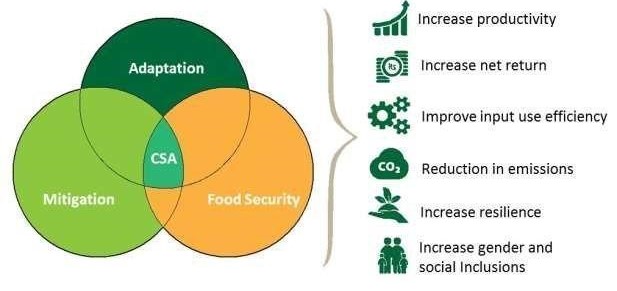 Adaptation
CSA
Mitigation
Food Security
Increase productivity
Rs
Increase net return
Improve input use efficiency
CO₂
Reduction in emissions
Increase resilience
Increase gender and
social Inclusions